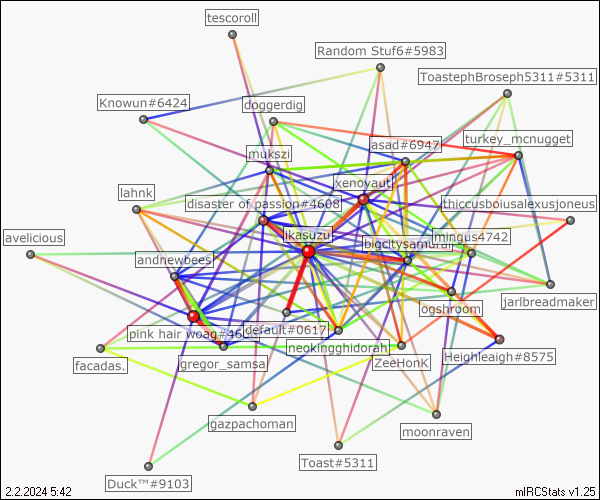 tescoroll
Random Stuf6#5983
ToastephBroseph5311#5311
Knowun#6424
doggerdig
turkey_mcnugget
asad#6947
mukszi
xenoyauti
lahnk
disaster of passion#4608
thiccusboiusalexusjoneus
ikasuzu
avelicious
bigcitysamurai
mingus4742
andnewbees
jarlbreadmaker
ogshroom
default#0617
pink hair woag#46
neokingghidorah
Heighleaigh#8575
facadas.
gregor_samsa
ZeeHonK
gazpachoman
moonraven
Toast#5311
Duck™#9103
2.2.2024 5:42
mIRCStats v1.25